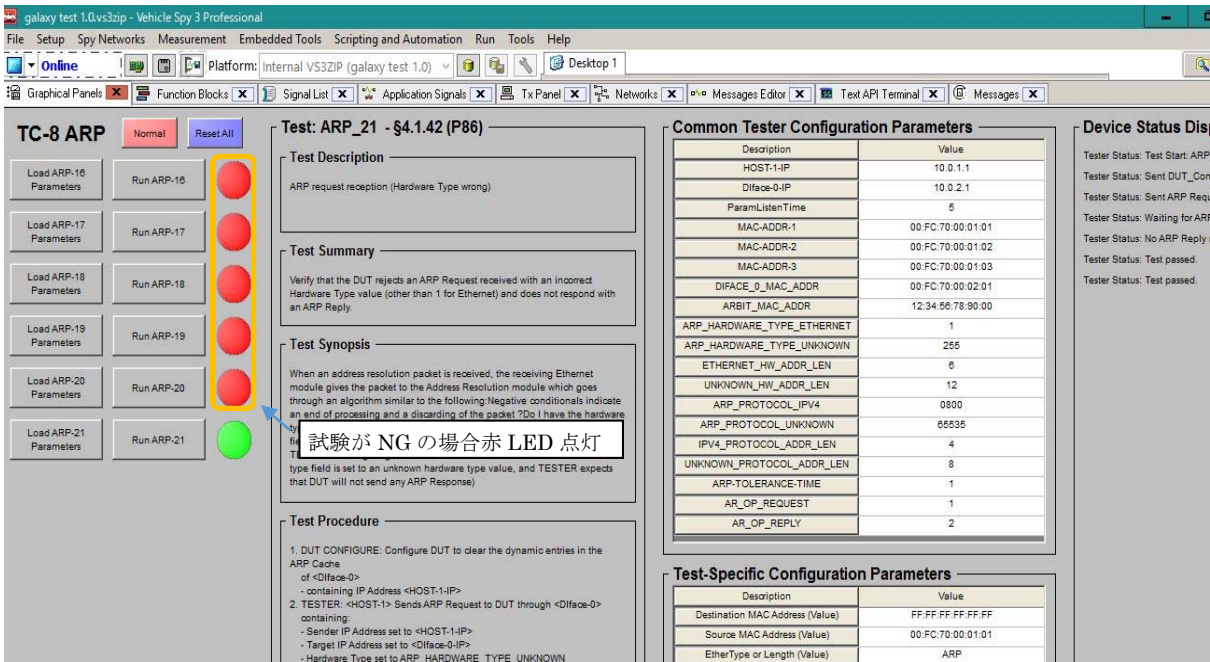 galaxy test 1.0.vs3zip - Vehicle Spy 3 Professional
File Setup Spy Networks Measurement Embedded Tools Scripting and Automation Run Tools Help
Online Platform: Internal VS3ZIP (galaxy test 1.0) Desktop 1
Graphical Panels Function Blocks Signal List Application Signals Tx Panel Networks Messages Editor Text API Terminal Messages
TC-8 ARP Normal Reset All
Load ARP-16 Parameters Run ARP-16
Load ARP-17 Parameters Run ARP-17
Load ARP-18 Parameters Run ARP-18
Load ARP-19 Parameters Run ARP-19
Load ARP-20 Parameters Run ARP-20
Load ARP-21 Parameters Run ARP-21
Test: ARP_21 - §4.1.42 (P86)
Test Description
ARP request reception (Hardware Type wrong)
Test Summary
Verify that the DUT rejects an ARP Request received with an incorrect
Hardware Type value (other than 1 for Ethernet) and does not respond with
an ARP Reply.
Test Synopsis
When an address resolution packet is received, the receiving Ethernet
module gives the packet to the Address Resolution module which goes
through an algorithm similar to the following:Negative conditionals indicate
an end of processing and a discarding of the packet ?Do I have the hardware
試験が NG の場合赤 LED 点灯
type field is set to an unknown hardware type value, and TESTER expects
that DUT will not send any ARP Response)
Test Procedure
1. DUT CONFIGURE: Configure DUT to clear the dynamic entries in the
ARP Cache
of <DIface-0>
- containing IP Address <HOST-1-IP>
2. TESTER: <HOST-1> Sends ARP Request to DUT through <DIface-0>
containing:
- Sender IP Address set to <HOST-1-IP>
- Target IP Address set to <DIface-0-IP>
- Hardware Type set to ARP_HARDWARE_TYPE_UNKNOWN
Common Tester Configuration Parameters
Description Value
HOST-1-IP 10.0.1.1
DIface-0-IP 10.0.2.1
ParamListenTime 5
MAC-ADDR-1 00:FC:70:00:01:01
MAC-ADDR-2 00:FC:70:00:01:02
MAC-ADDR-3 00:FC:70:00:01:03
DIFACE_0_MAC_ADDR 00:FC:70:00:02:01
ARBIT_MAC_ADDR 12:34:56:78:90:00
ARP_HARDWARE_TYPE_ETHERNET 1
ARP_HARDWARE_TYPE_UNKNOWN 255
ETHERNET_HW_ADDR_LEN 6
UNKNOWN_HW_ADDR_LEN 12
ARP_PROTOCOL_IPV4 0800
ARP_PROTOCOL_UNKNOWN 65535
IPV4_PROTOCOL_ADDR_LEN 4
UNKNOWN_PROTOCOL_ADDR_LEN 8
ARP-TOLERANCE-TIME 1
AR_OP_REQUEST 1
AR_OP_REPLY 2
Test-Specific Configuration Parameters
Description Value
Destination MAC Address (Value) FF:FF:FF:FF:FF:FF
Source MAC Address (Value) 00:FC:70:00:01:01
EtherType or Length (Value) ARP
Device Status Dis
Tester Status: Test Start: ARP
Tester Status: Sent DUT_Con
Tester Status: Sent ARP Requ
Tester Status: Waiting for ARP
Tester Status: No ARP Reply
Tester Status: Test passed.
Tester Status: Test passed.